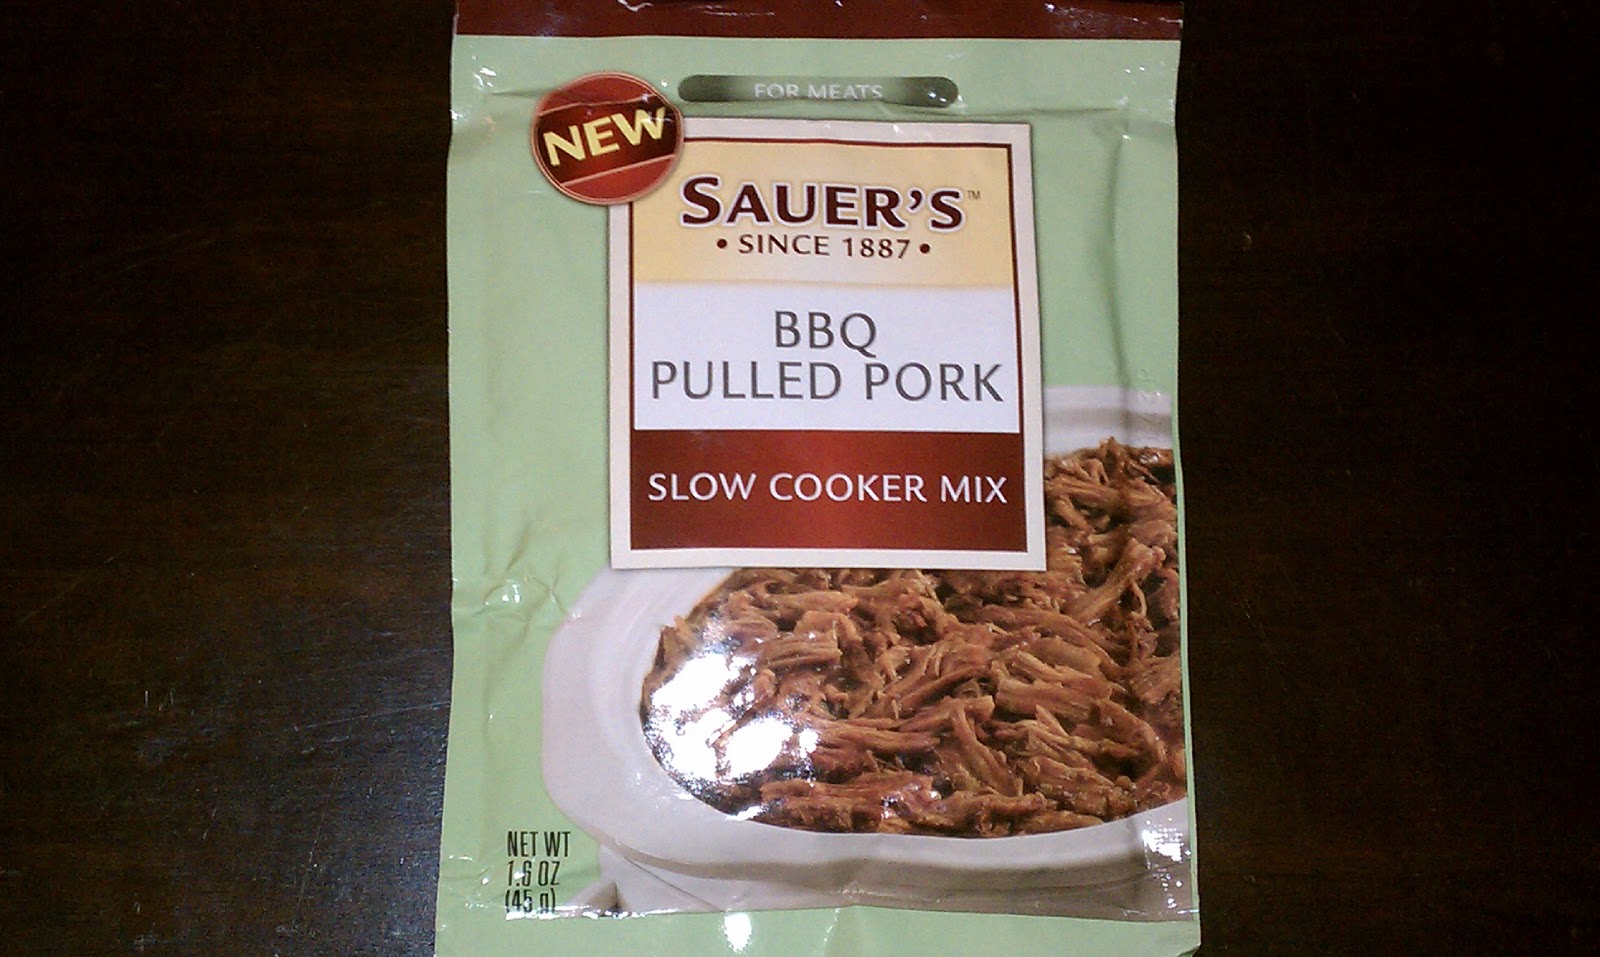 FOR MEATS
NEW
SAUER'S™
• SINCE 1887 •
BBQ
PULLED PORK
SLOW COOKER MIX
NET WT
1.6 OZ
(45 g)